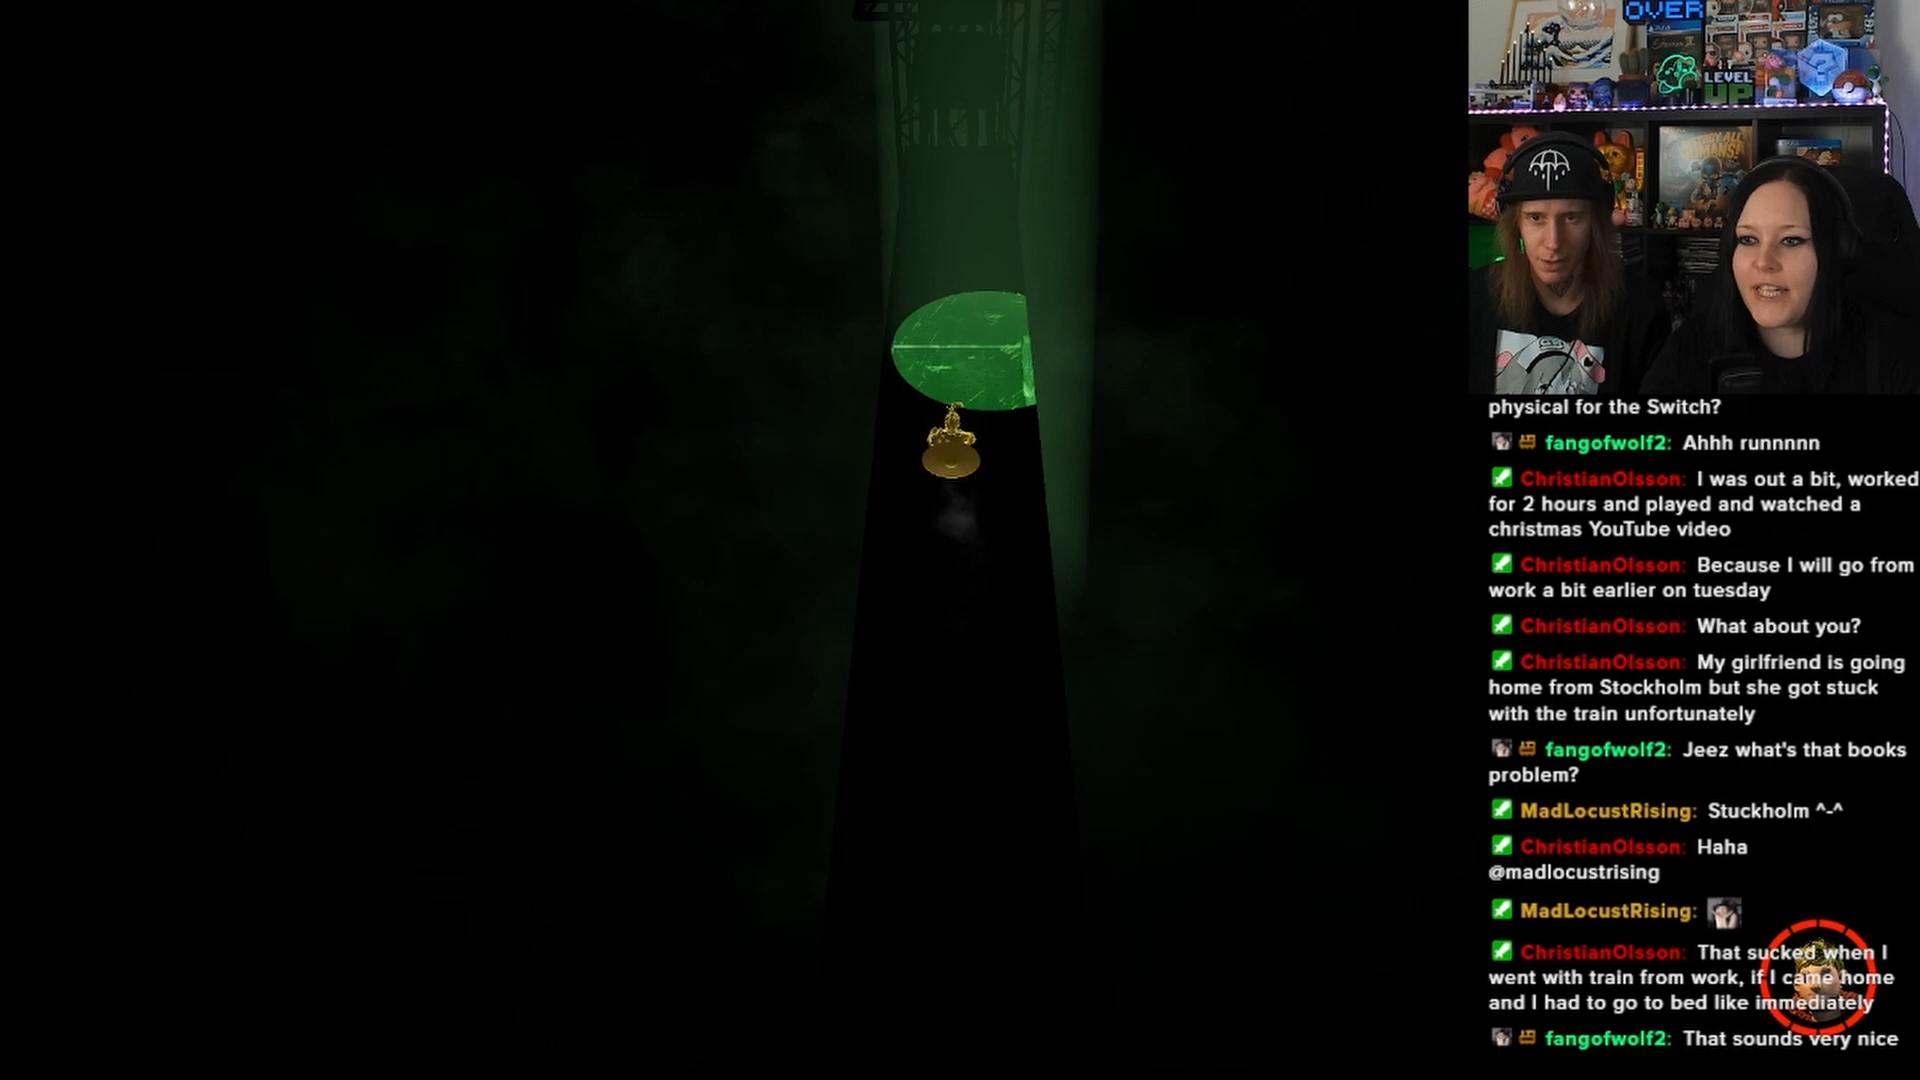 OVER
LEVEL
UP
physical for the Switch?
fangofwolf2: Ahhh runnnnn
ChristianOlsson: I was out a bit, worked
for 2 hours and played and watched a
christmas YouTube video
ChristianOlsson: Because I will go from
work a bit earlier on tuesday
ChristianOlsson: What about you?
ChristianOlsson: My girlfriend is going
home from Stockholm but she got stuck
with the train unfortunately
fangofwolf2: Jeez what's that books
problem?
MadLocustRising: Stuckholm ^-^
ChristianOlsson: Haha
@madlocustrising
MadLocustRising:
ChristianOlsson: That sucked when I
went with train from work, if I came home
and I had to go to bed like immediately
fangofwolf2: That sounds very nice